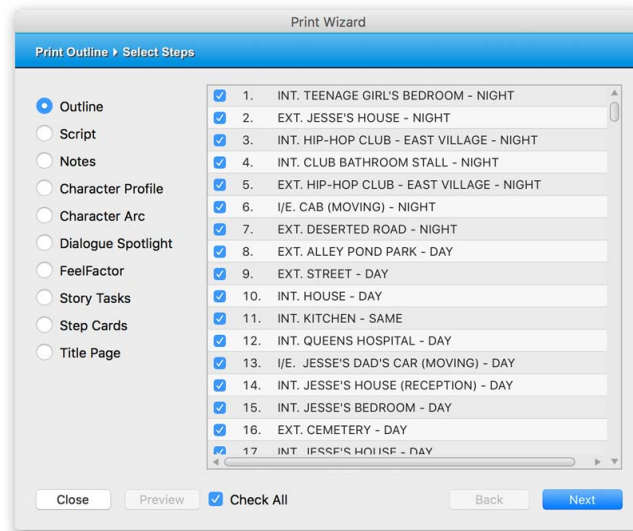 Print Wizard
Print Outline ▸ Select Steps
Outline
Script
Notes
Character Profile
Character Arc
Dialogue Spotlight
FeelFactor
Story Tasks
Step Cards
Title Page
1. INT. TEENAGE GIRL'S BEDROOM - NIGHT
2. EXT. JESSE'S HOUSE - NIGHT
3. INT. HIP-HOP CLUB - EAST VILLAGE - NIGHT
4. INT. CLUB BATHROOM STALL - NIGHT
5. EXT. HIP-HOP CLUB - EAST VILLAGE - NIGHT
6. I/E. CAB (MOVING) - NIGHT
7. EXT. DESERTED ROAD - NIGHT
8. EXT. ALLEY POND PARK - DAY
9. EXT. STREET - DAY
10. INT. HOUSE - DAY
11. INT. KITCHEN - SAME
12. INT. QUEENS HOSPITAL - DAY
13. I/E. JESSE'S DAD'S CAR (MOVING) - DAY
14. INT. JESSE'S HOUSE (RECEPTION) - DAY
15. INT. JESSE'S BEDROOM - DAY
16. EXT. CEMETERY - DAY
17. INT. JESSE'S HOUSE - DAY
Close Preview Check All Back Next